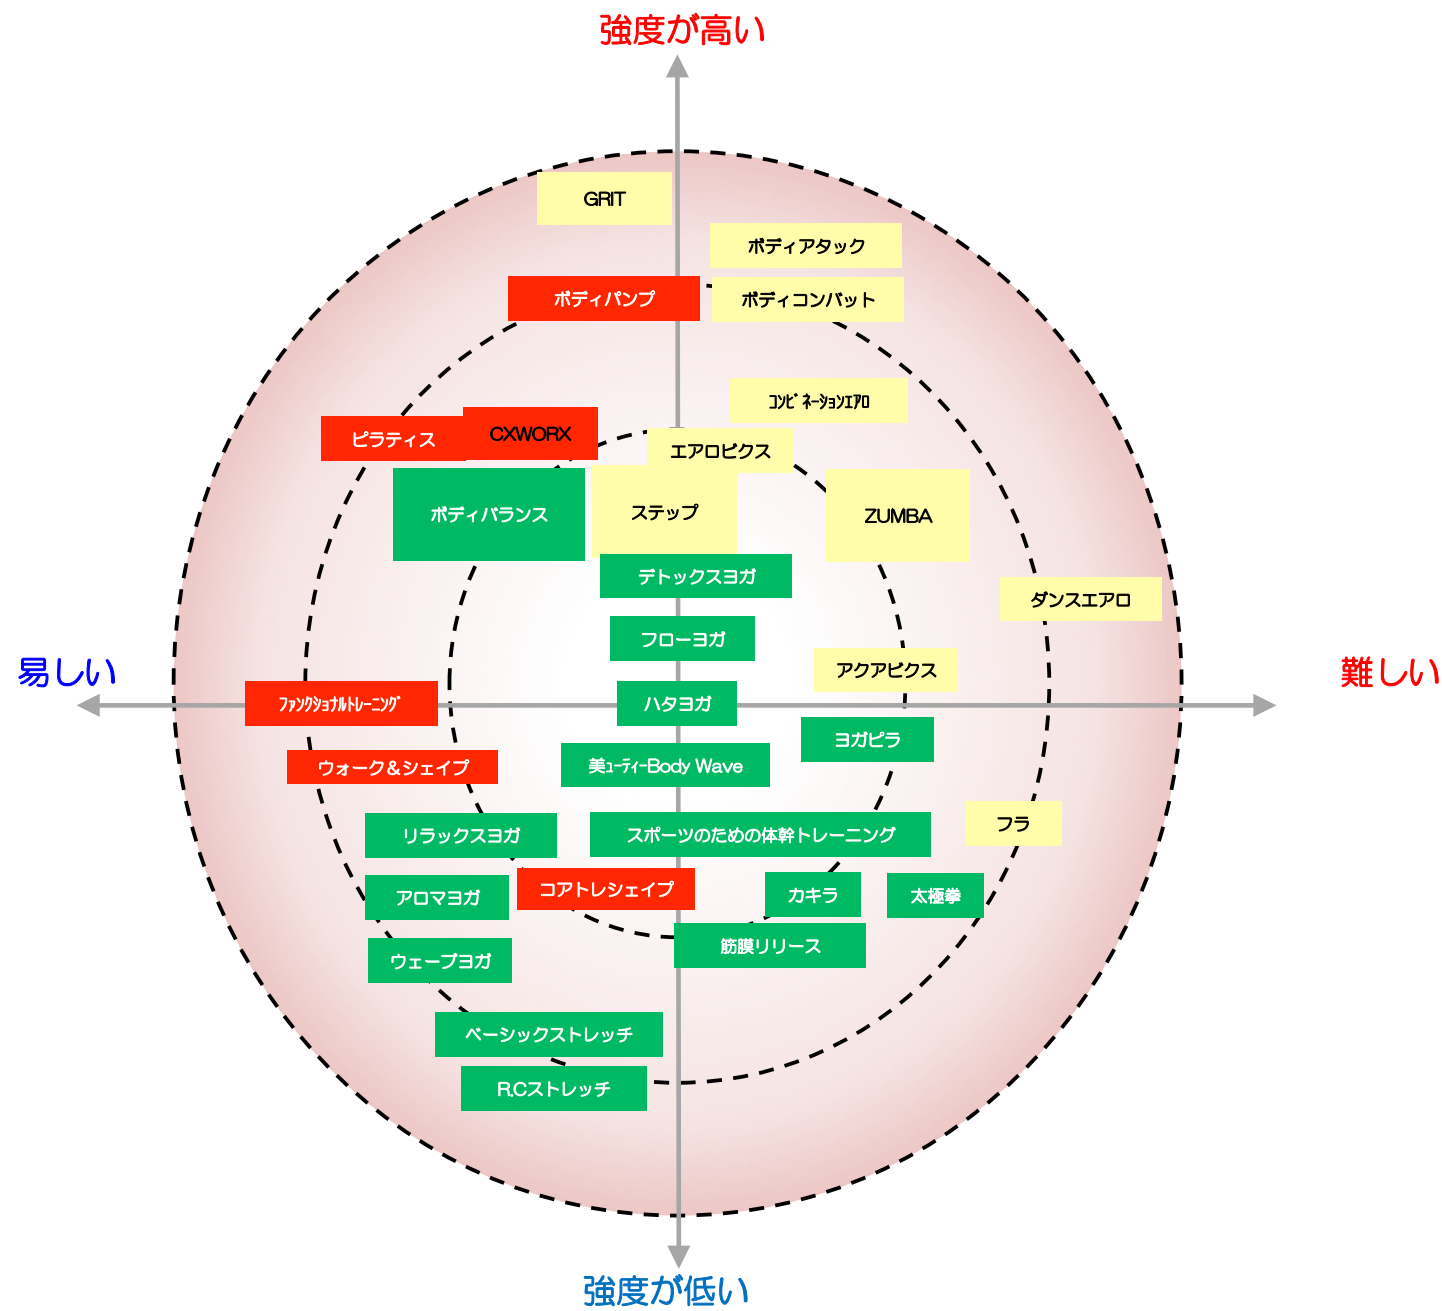 強度が高い
GRIT
ボディアタック
ボディパンプ
ボディコンバット
ｺﾝﾋﾞﾈｰｼｮﾝｴｱﾛ
ピラティス
CXWORX
エアロビクス
ボディバランス
ステップ
ZUMBA
デトックスヨガ
ダンスエアロ
フローヨガ
易しい
アクアビクス
難しい
ﾌｧﾝｸｼｮﾅﾙﾄﾚｰﾆﾝｸﾞ
ハタヨガ
ヨガピラ
ウォーク＆シェイプ
美ｭｰﾃｨｰBody Wave
リラックスヨガ
スポーツのための体幹トレーニング
フラ
コアトレシェイプ
アロマヨガ
カキラ
太極拳
筋膜リリース
ウェーブヨガ
ベーシックストレッチ
R.Cストレッチ
強度が低い